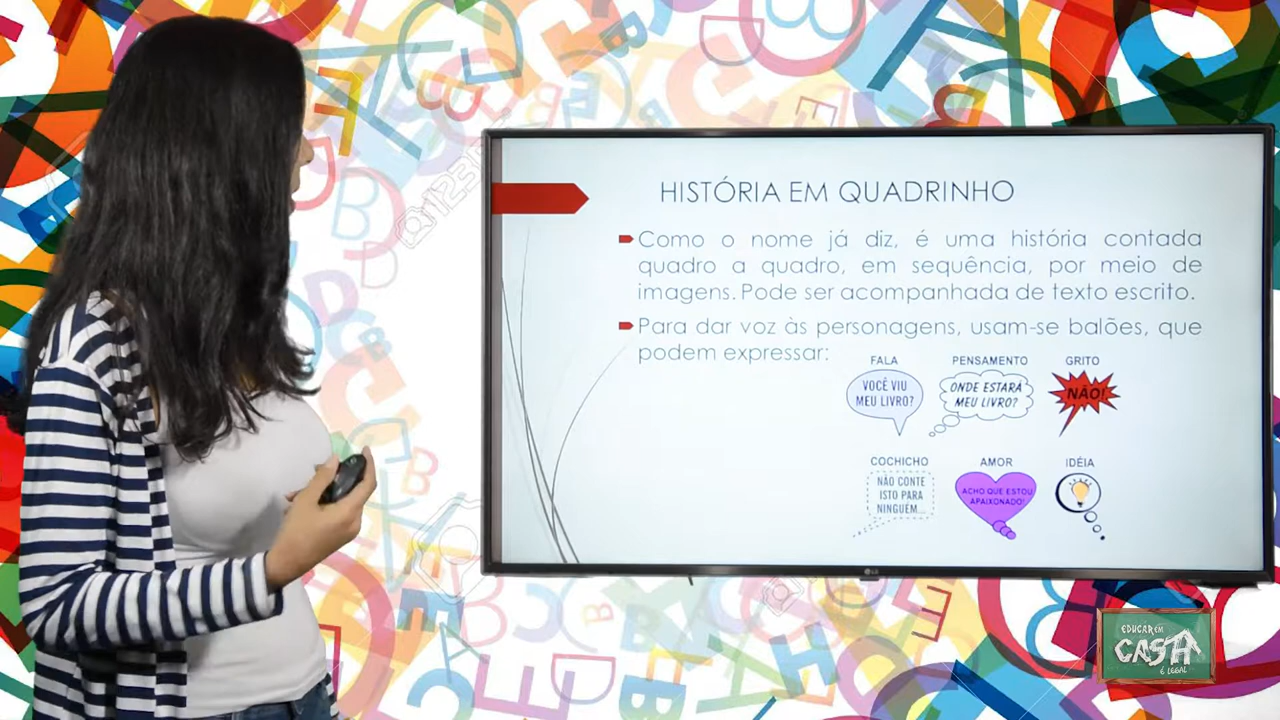 HISTÓRIA EM QUADRINHO
Como o nome já diz, é uma história contada
quadro a quadro, em sequência, por meio de
imagens. Pode ser acompanhada de texto escrito.
Para dar voz às personagens, usam-se balões, que
podem expressar:
FALA
PENSAMENTO
GRITO
VOCÊ VIU
MEU LIVRO?
ONDE ESTARÁ
MEU LIVRO?
NÃO!
COCHICHO
AMOR
IDÉIA
NÃO CONTE
ISTO PARA
NINGUÉM...
ACHO QUE ESTOU
APAIXONADO!
LG
EDUCAR EM
CASA
É LEGAL